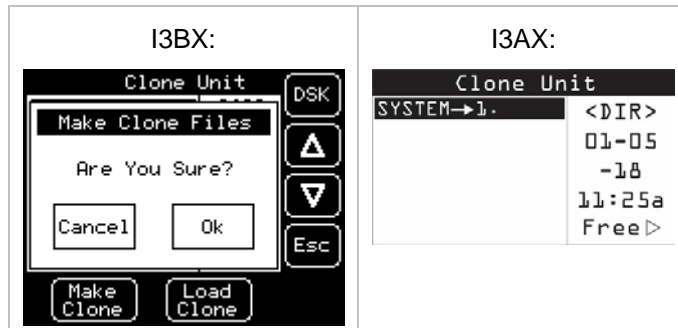 I3BX:
I3AX:
Clone Unit
DSK
Make Clone Files
Are You Sure?
Cancel
Ok
Esc
Make
Clone
Load
Clone
Clone Unit
SYSTEM→1.
<DIR>
01-05
-18
11:25a
Free▷